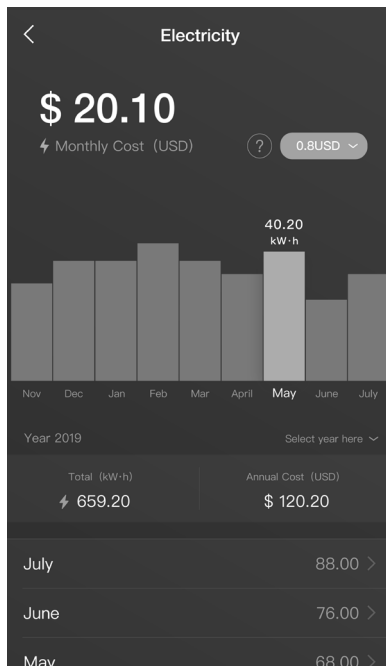 Electricity
$ 20.10
Monthly Cost (USD)
?
0.8USD
40.20
kW·h
Nov Dec Jan Feb Mar April May June July
Year 2019
Select year here
Total (kW·h)
659.20
Annual Cost (USD)
$ 120.20
July 88.00
June 76.00
May 68.00